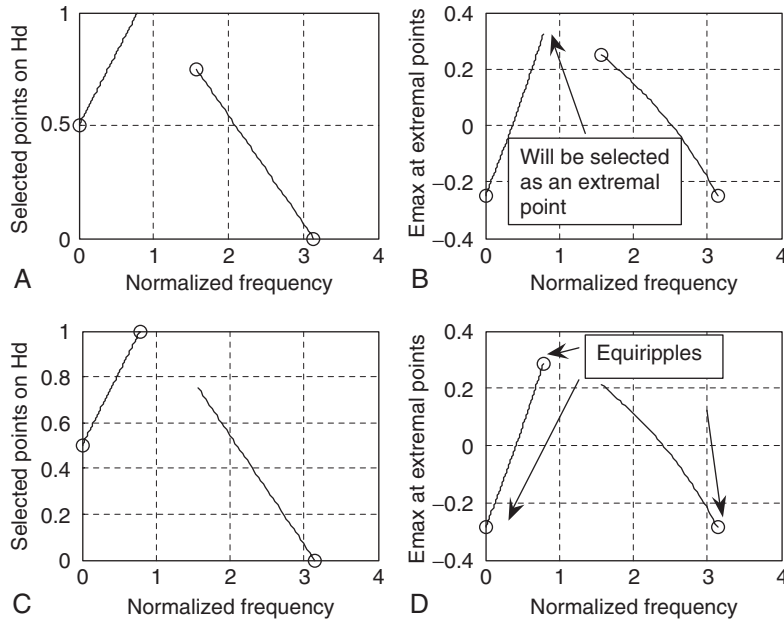 1
0.5
0
0 1 2 3 4
Selected points on Hd
Normalized frequency
A
0.4
0.2
0
−0.2
−0.4
0 1 2 3 4
Emax at extremal points
Normalized frequency
Will be selected
as an extremal
point
B
1
0.8
0.6
0.4
0.2
0
0 1 2 3 4
Selected points on Hd
Normalized frequency
C
0.4
0.2
0
−0.2
−0.4
0 1 2 3 4
Emax at extremal points
Normalized frequency
Equiripples
D